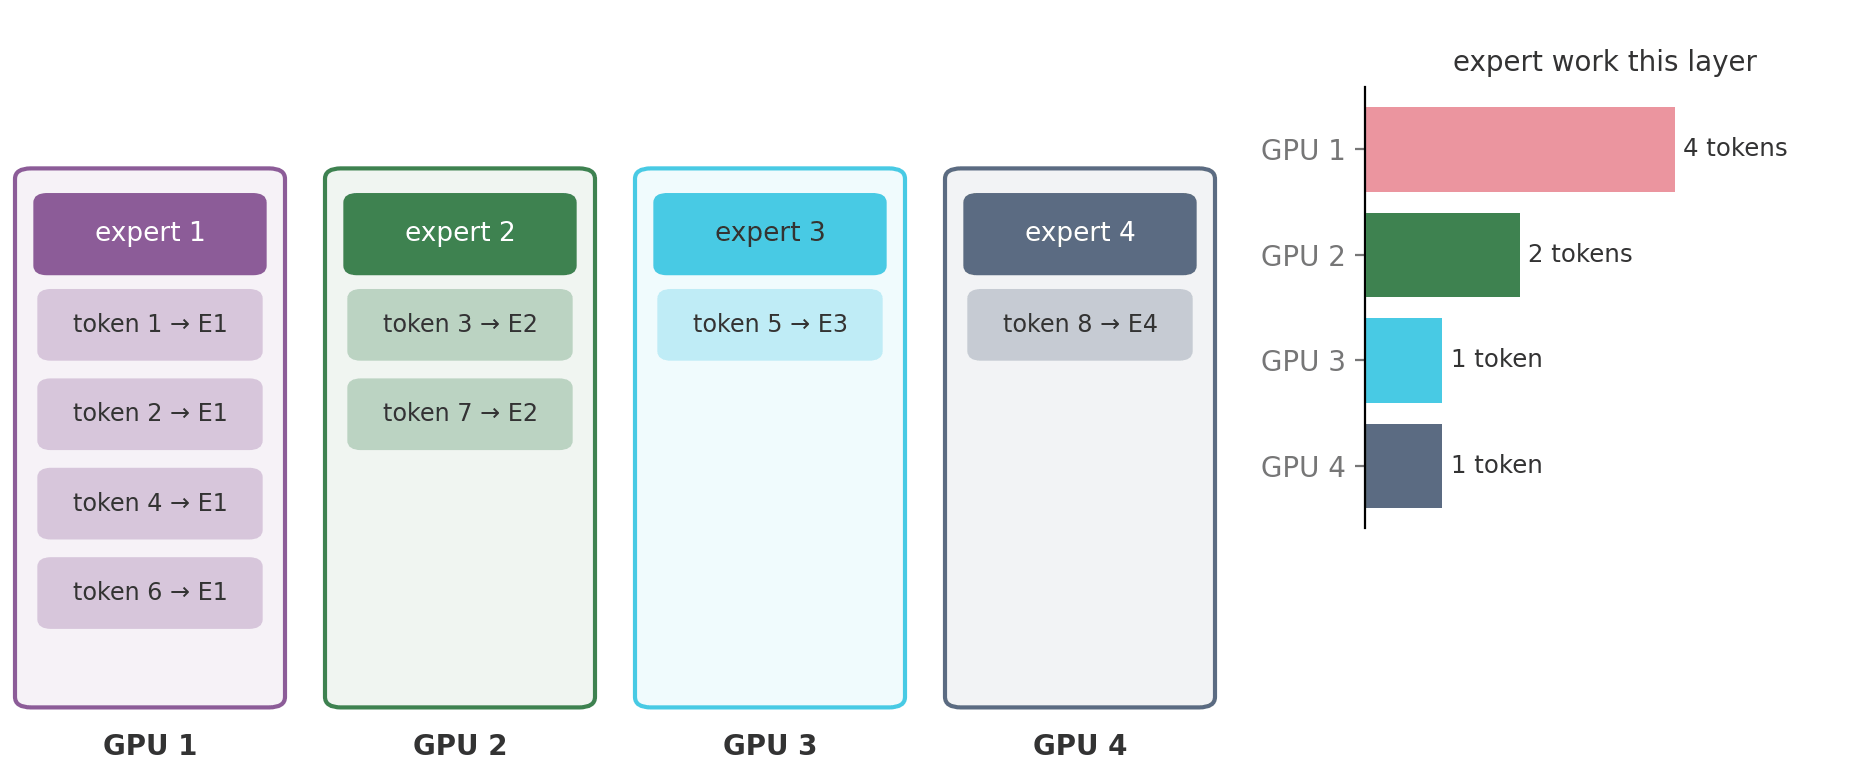 expert 1
token 1 → E1
token 2 → E1
token 4 → E1
token 6 → E1
GPU 1
expert 2
token 3 → E2
token 7 → E2
GPU 2
expert 3
token 5 → E3
GPU 3
expert 4
token 8 → E4
GPU 4
expert work this layer
GPU 1 4 tokens
GPU 2 2 tokens
GPU 3 1 token
GPU 4 1 token